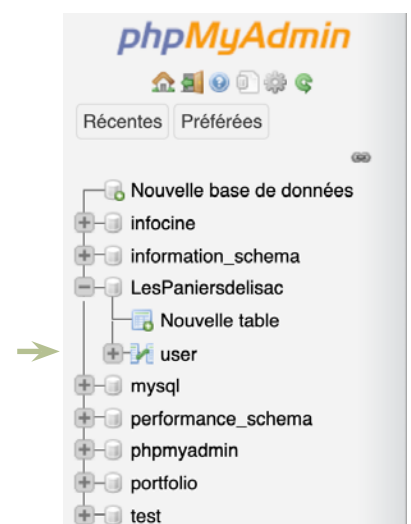 phpMyAdmin
Récentes Préférées
Nouvelle base de données
infocine
information_schema
LesPaniersdelisac
Nouvelle table
user
mysql
performance_schema
phpmyadmin
portfolio
test